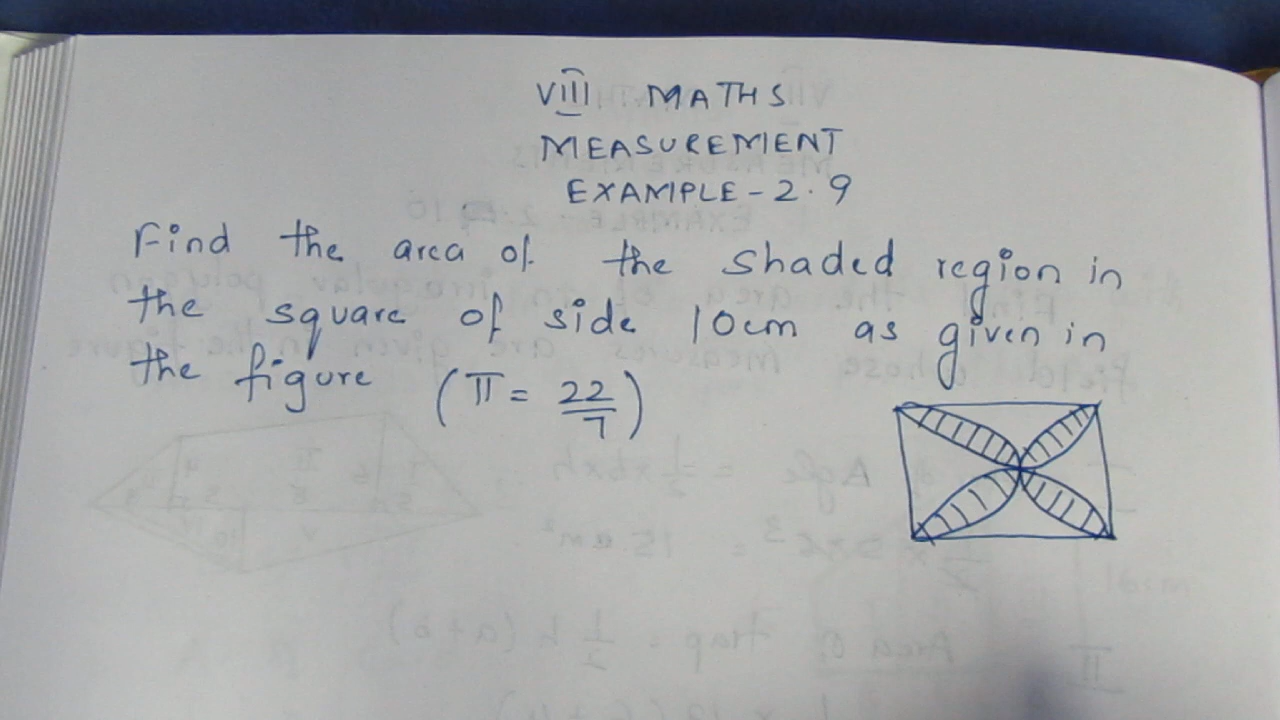 VIII MATHS
MEASUREMENT
EXAMPLE - 2.9
Find the area of the shaded region in
the square of side 10cm as given in
the figure (π = 22/7)